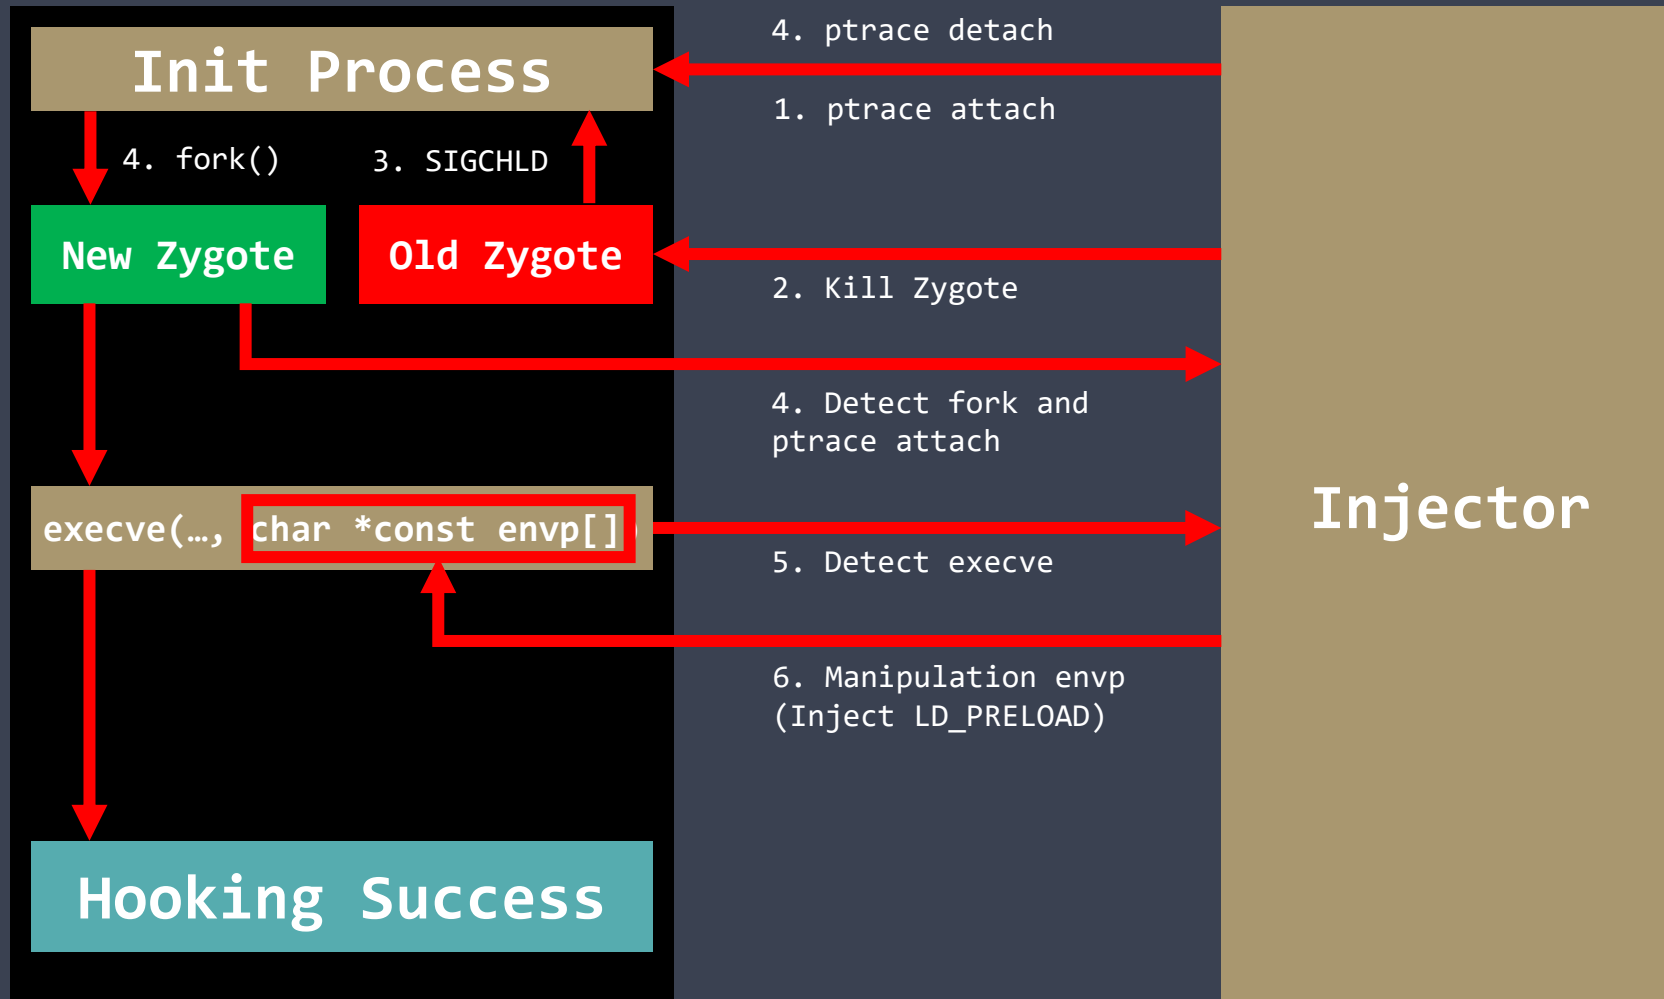 4. ptrace detach
Init Process
1. ptrace attach
4. fork()
3. SIGCHLD
New Zygote
Old Zygote
2. Kill Zygote
4. Detect fork and
ptrace attach
Injector
execve(…, char *const envp[])
5. Detect execve
6. Manipulation envp
(Inject LD_PRELOAD)
Hooking Success